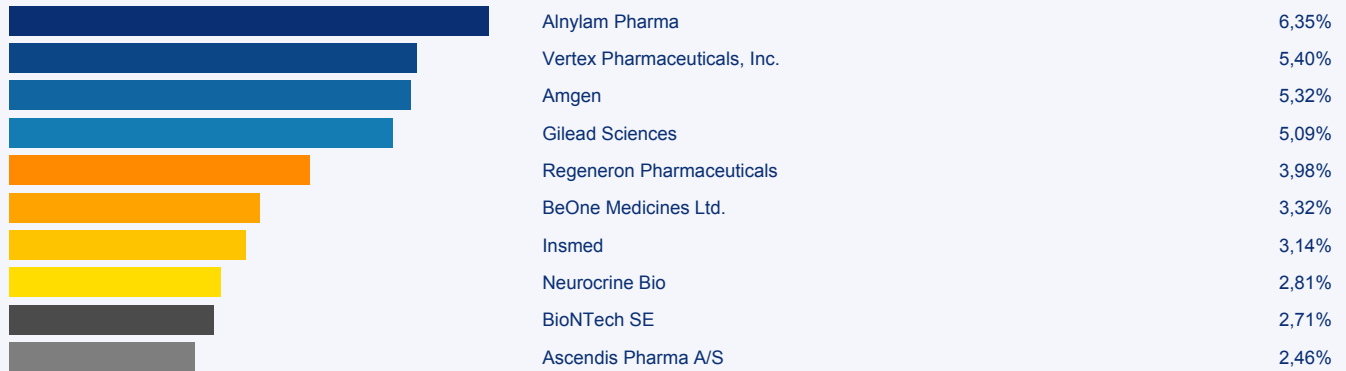 Alnylam Pharma 6,35%
Vertex Pharmaceuticals, Inc. 5,40%
Amgen 5,32%
Gilead Sciences 5,09%
Regeneron Pharmaceuticals 3,98%
BeOne Medicines Ltd. 3,32%
Insmed 3,14%
Neurocrine Bio 2,81%
BioNTech SE 2,71%
Ascendis Pharma A/S 2,46%